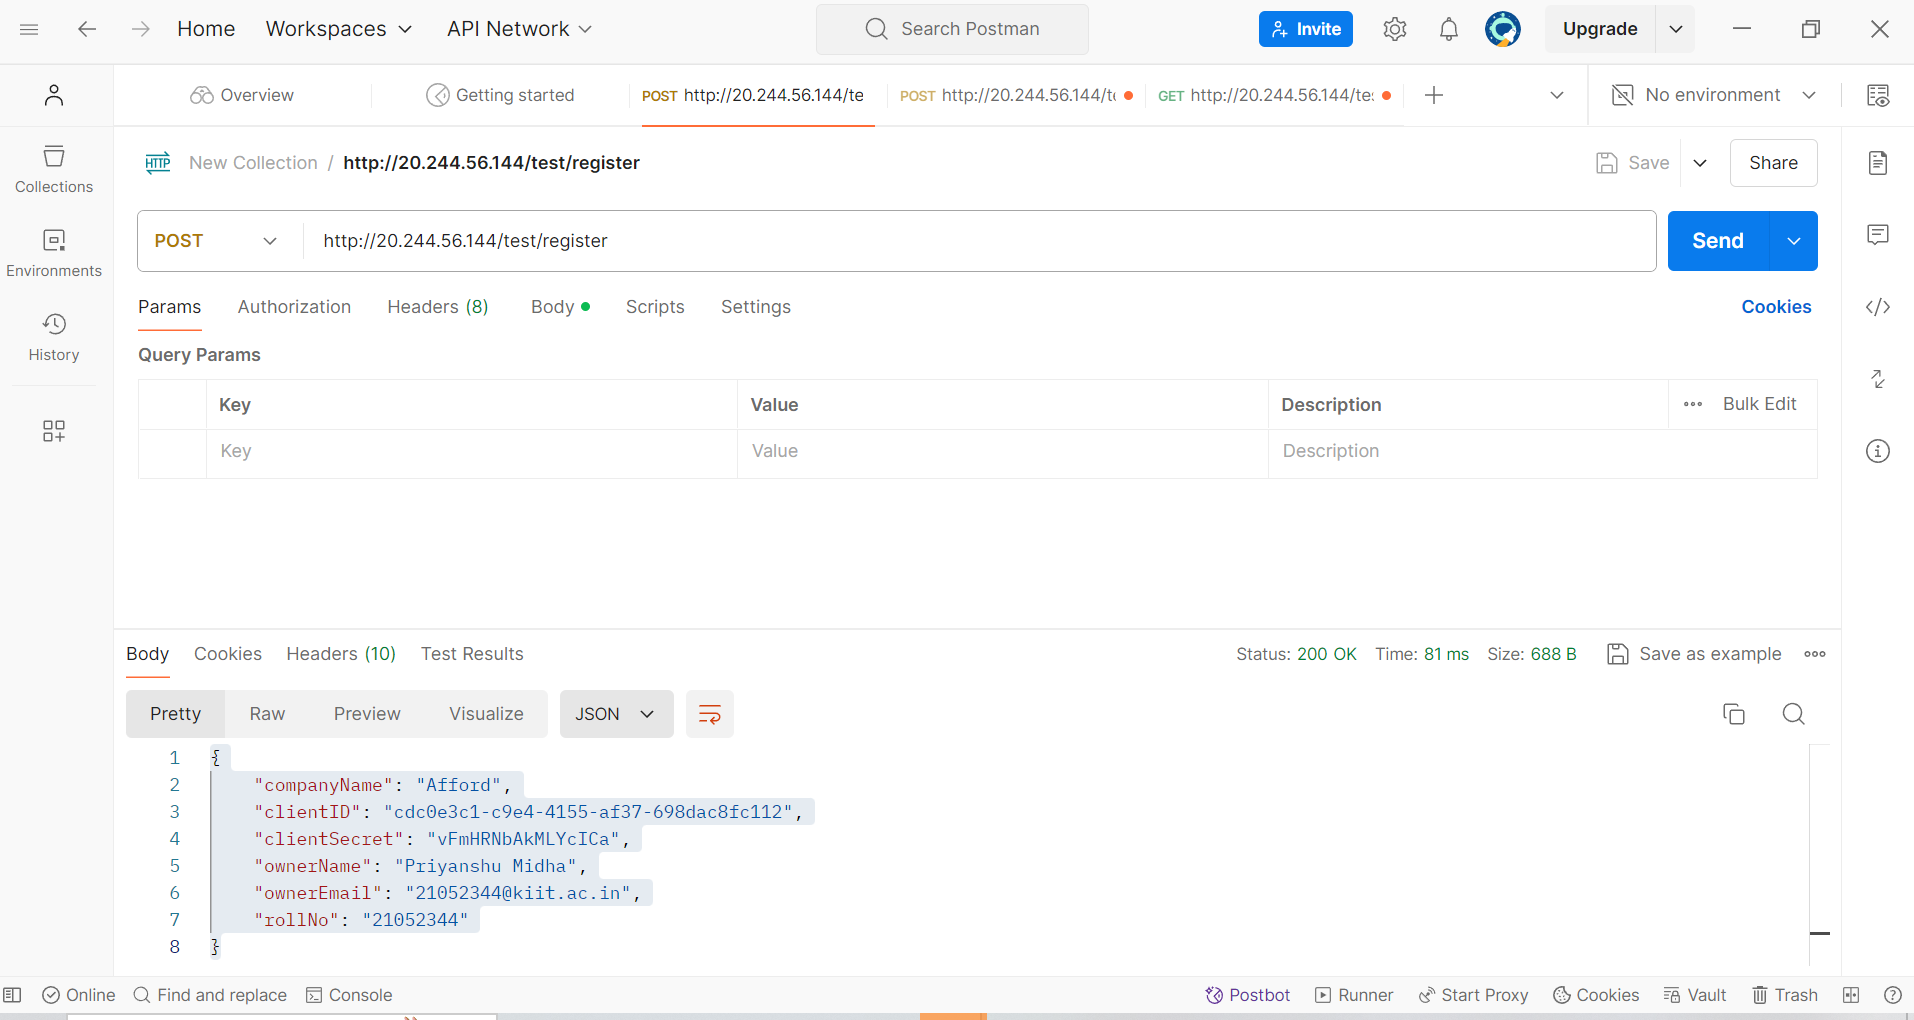 Home Workspaces API Network Search Postman Invite Upgrade
Overview Getting started POST http://20.244.56.144/te POST http://20.244.56.144/t GET http://20.244.56.144/te No environment
HTTP New Collection / http://20.244.56.144/test/register Save Share
Collections
POST http://20.244.56.144/test/register Send
Environments
Params Authorization Headers (8) Body Scripts Settings Cookies
History
Query Params
Key Value Description Bulk Edit
Key Value Description
Body Cookies Headers (10) Test Results Status: 200 OK Time: 81 ms Size: 688 B Save as example
Pretty Raw Preview Visualize JSON
1 {
2 "companyName": "Afford",
3 "clientID": "cdc0e3c1-c9e4-4155-af37-698dac8fc112",
4 "clientSecret": "vFmHRNbAkMLYcICa",
5 "ownerName": "Priyanshu Midha",
6 "ownerEmail": "21052344@kiit.ac.in",
7 "rollNo": "21052344"
8 }
Online Find and replace Console Postbot Runner Start Proxy Cookies Vault Trash